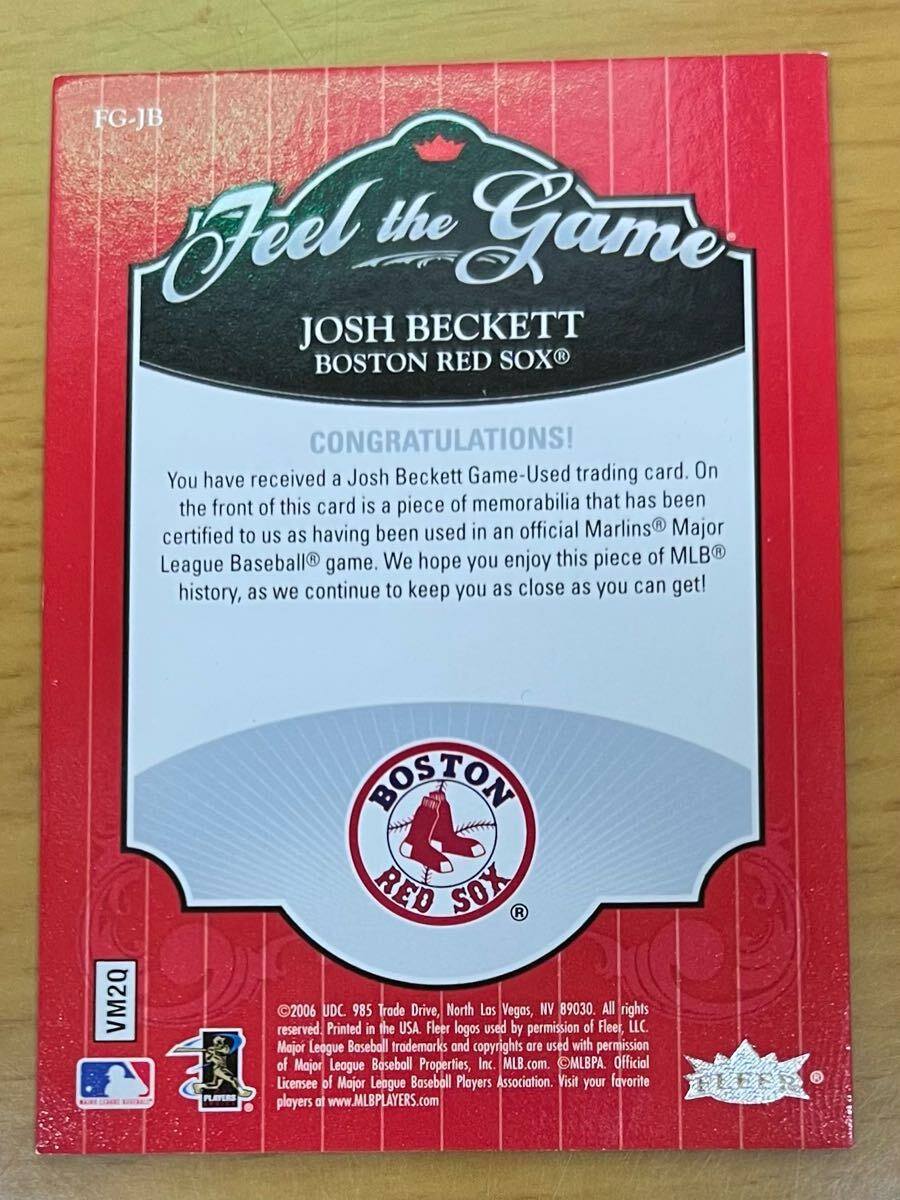 FG-JB
Feel the Game
JOSH BECKETT
BOSTON RED SOX®
CONGRATULATIONS!
You have received a Josh Beckett Game-Used trading card. On
the front of this card is a piece of memorabilia that has been
certified to us as having been used in an official Marlins® Major
League Baseball® game. We hope you enjoy this piece of MLB®
history, as we continue to keep you as close as you can get!
BOSTON
RED SOX
®
VM2Q
©2006 UDC. 985 Trade Drive, North Las Vegas, NV 89030. All rights
reserved. Printed in the USA. Fleer logos used by permission of Fleer, LLC.
Major League Baseball trademarks and copyrights are used with permission
of Major League Baseball Properties, Inc. MLB.com. ©MLBPA. Official
Licensee of Major League Baseball Players Association. Visit your favorite
players at www.MLBPLAYERS.com
MAJOR LEAGUE BASEBALL
PLAYERS
CHOICE
®
FLEER®